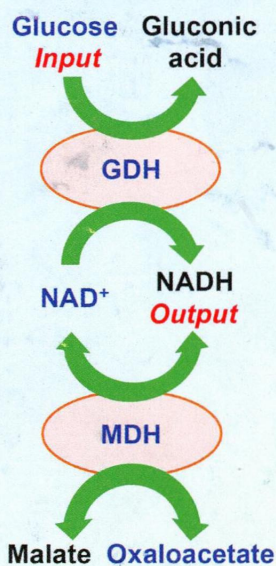 Glucose Gluconic
Input acid
GDH
NAD⁺ NADH
Output
MDH
Malate Oxaloacetate